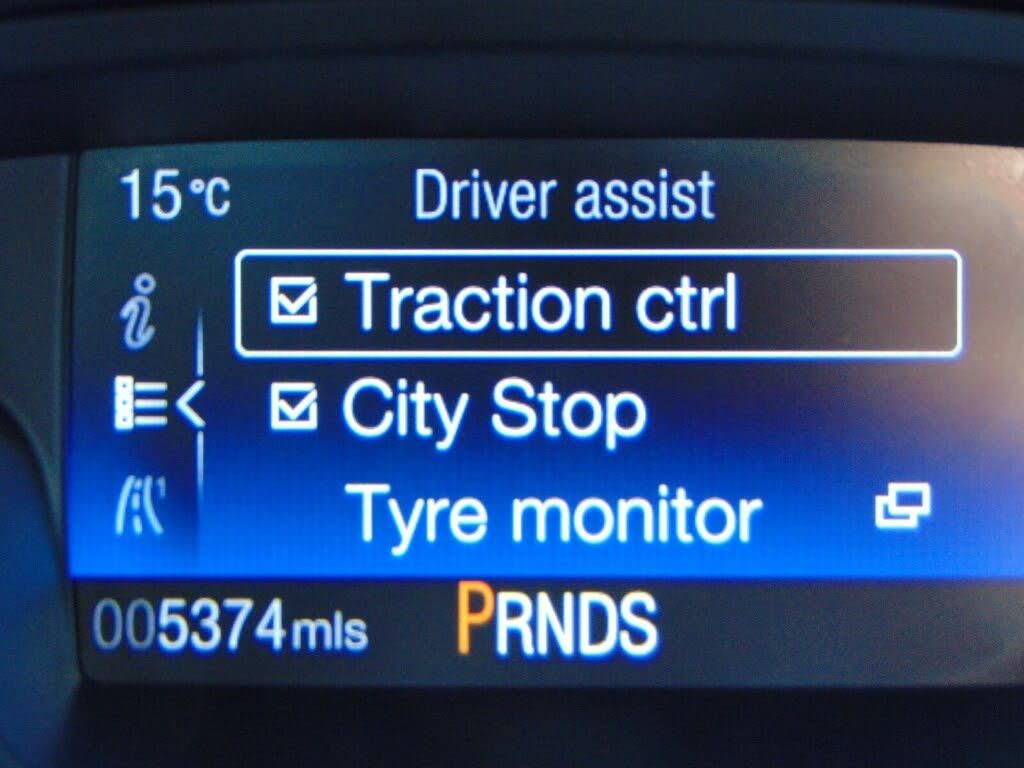 15°C Driver assist
Traction ctrl
City Stop
Tyre monitor
005374mls PRNDS